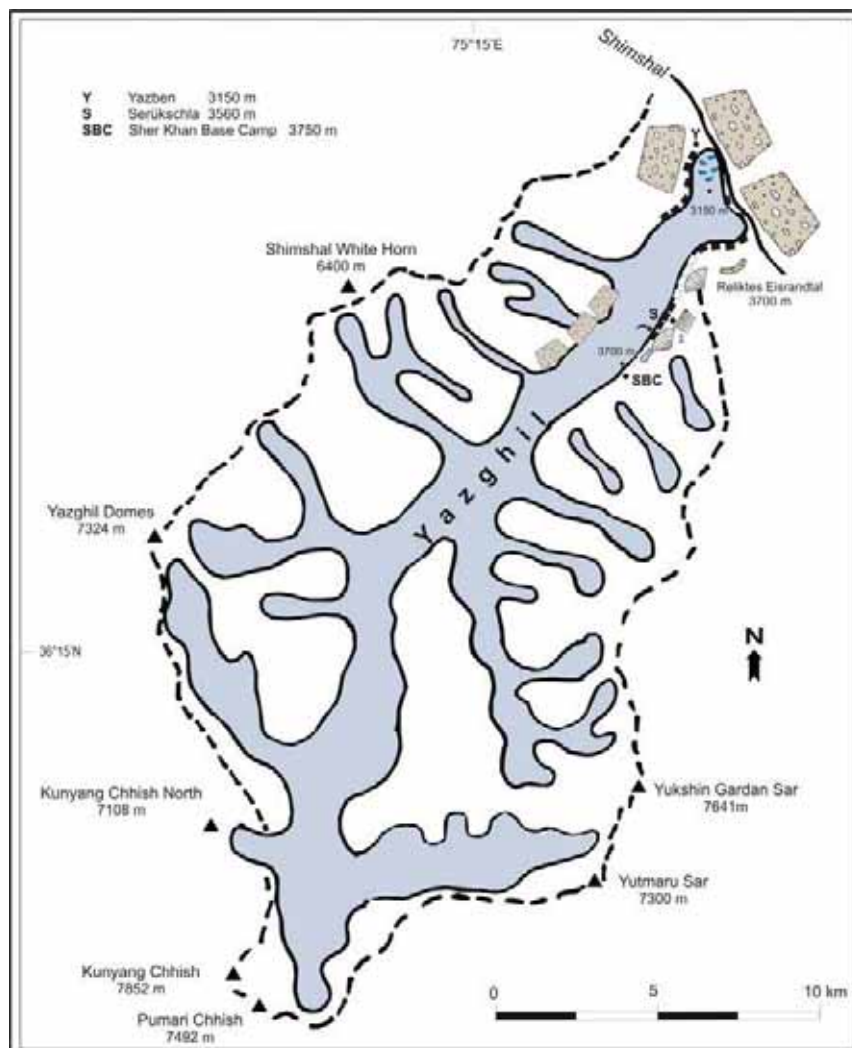 75°15'E
Shimshal
Y Yazben 3150 m
S Serükschla 3560 m
SBC Sher Khan Base Camp 3750 m
Y
3150 m
Shimshal White Horn
6400 m
Reliktes Eisrandtal
3700 m
S
3700 m
SBC
Yazghil
Yazghil Domes
7324 m
36°15'N
N
Kunyang Chhish North
7108 m
Yukshin Gardan Sar
7641m
Yutmaru Sar
7300 m
Kunyang Chhish
7852 m
Pumari Chhish
7492 m
0 5 10 km